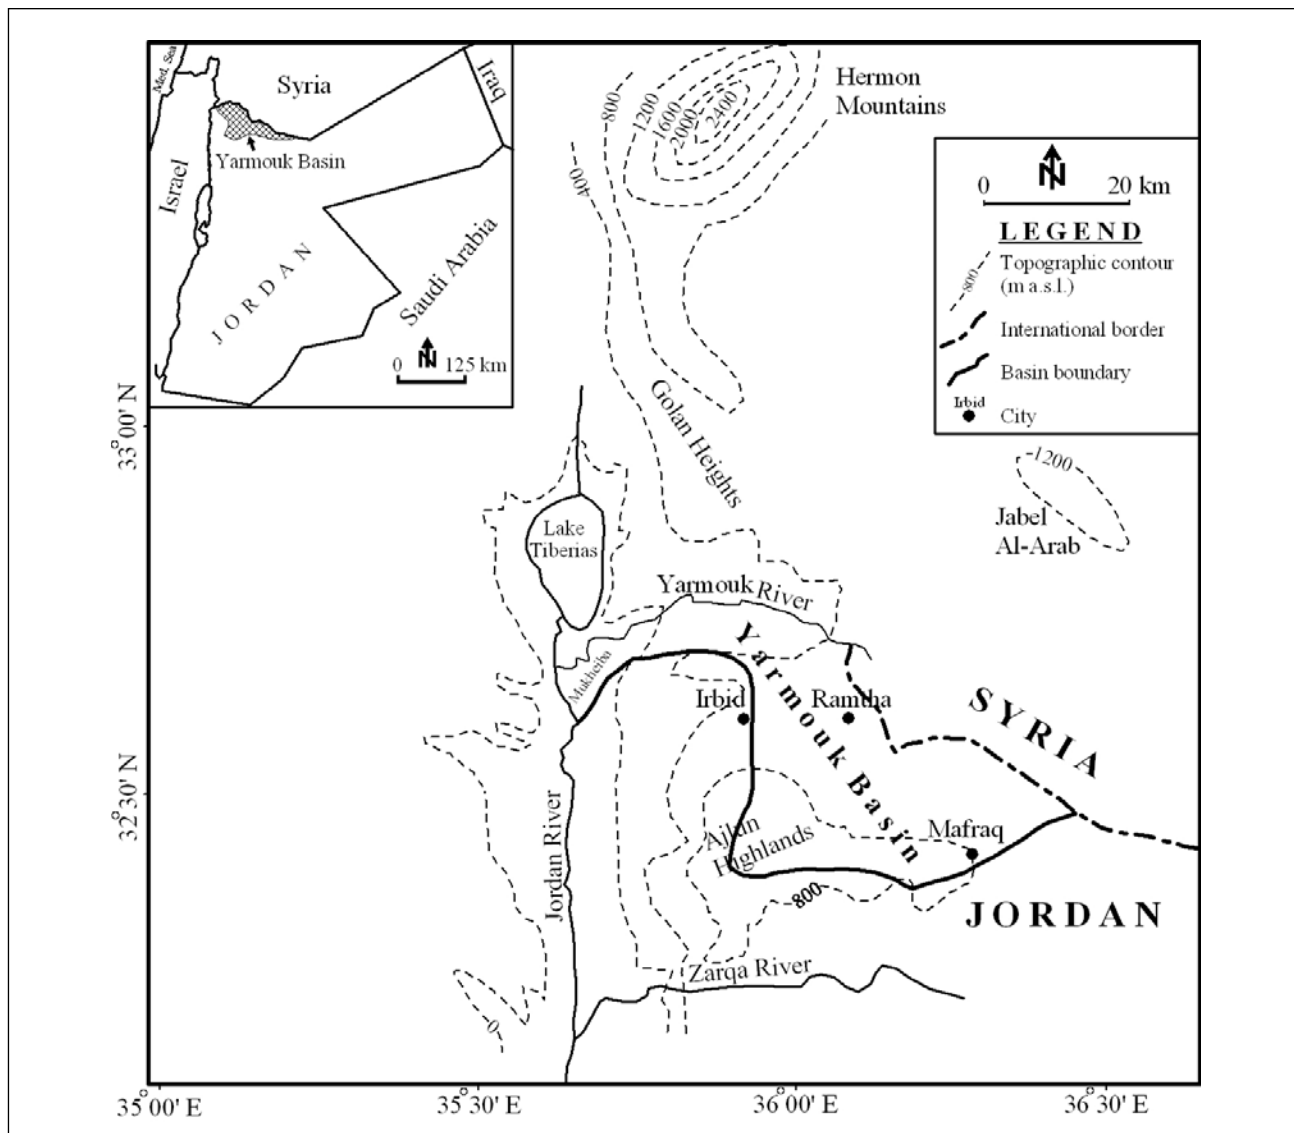 Med. Sea
Syria
Iraq
Yarmouk Basin
Israel
JORDAN
Saudi Arabia
N
0 125 km
800
1200
1600
2000
2400
400
Hermon
Mountains
N
0 20 km
LEGEND
800
Topographic contour
(m a.s.l.)
International border
Basin boundary
Irbid
City
33°00' N
Golan Heights
-1200
Jabel
Al-Arab
Lake
Tiberias
Yarmouk River
Mukheiba
Irbid
Ramtha
Yarmouk Basin
SYRIA
32°30' N
Jordan River
Ajlun
Highlands
Mafraq
800
JORDAN
Zarqa River
0
35°00' E
35°30' E
36°00' E
36°30' E